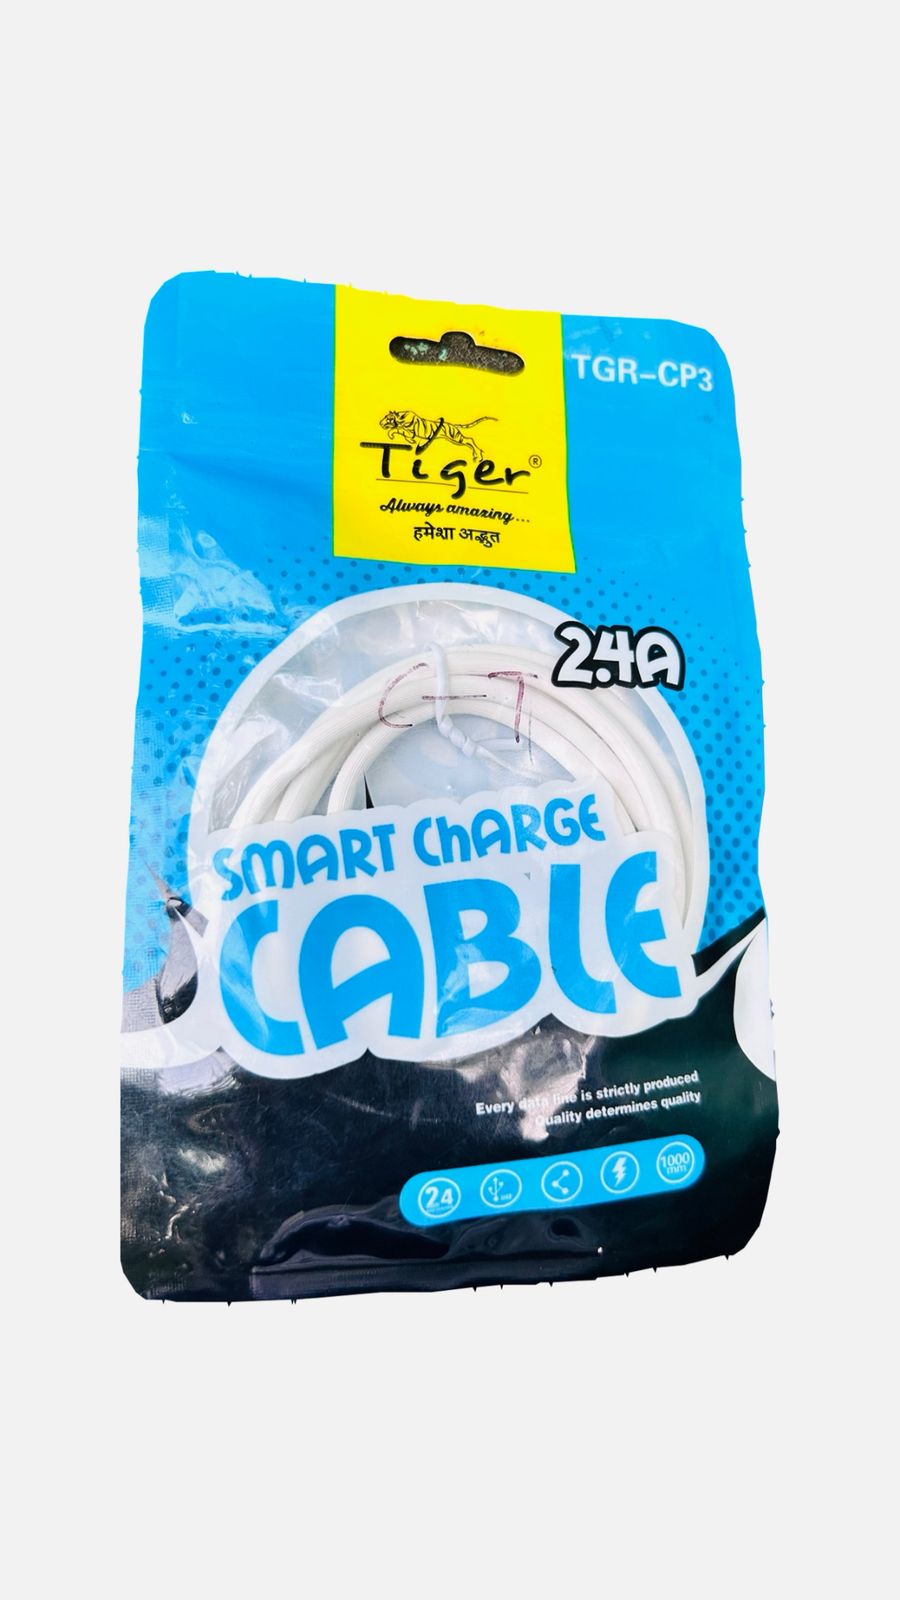 TGR-CP3
Tiger®
Always amazing...
हमेशा अद्भुत
2.4A
C-T
SMART ChARGE
CABLE
Every data line is strictly produced
Quality determines quality
2.4
1000
mm